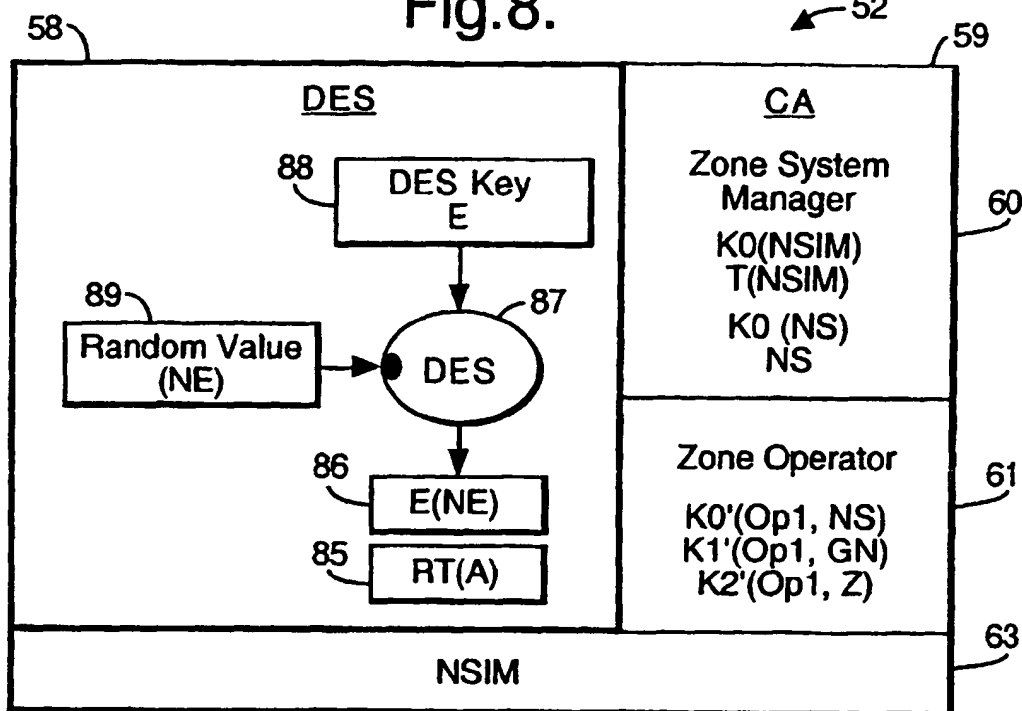 Fig.8.
52
58
59
DES
CA
88
DES Key
E
Zone System
Manager
60
K0(NSIM)
T(NSIM)
K0 (NS)
NS
89
Random Value
(NE)
87
DES
86
E(NE)
85
RT(A)
Zone Operator
61
K0'(Op1, NS)
K1'(Op1, GN)
K2'(Op1, Z)
NSIM
63